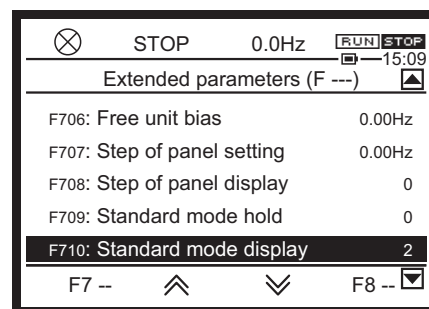 STOP 0.0Hz RUN STOP
15:09
Extended parameters (F ---)
F706: Free unit bias 0.00Hz
F707: Step of panel setting 0.00Hz
F708: Step of panel display 0
F709: Standard mode hold 0
F710: Standard mode display 2
F7 -- F8 --